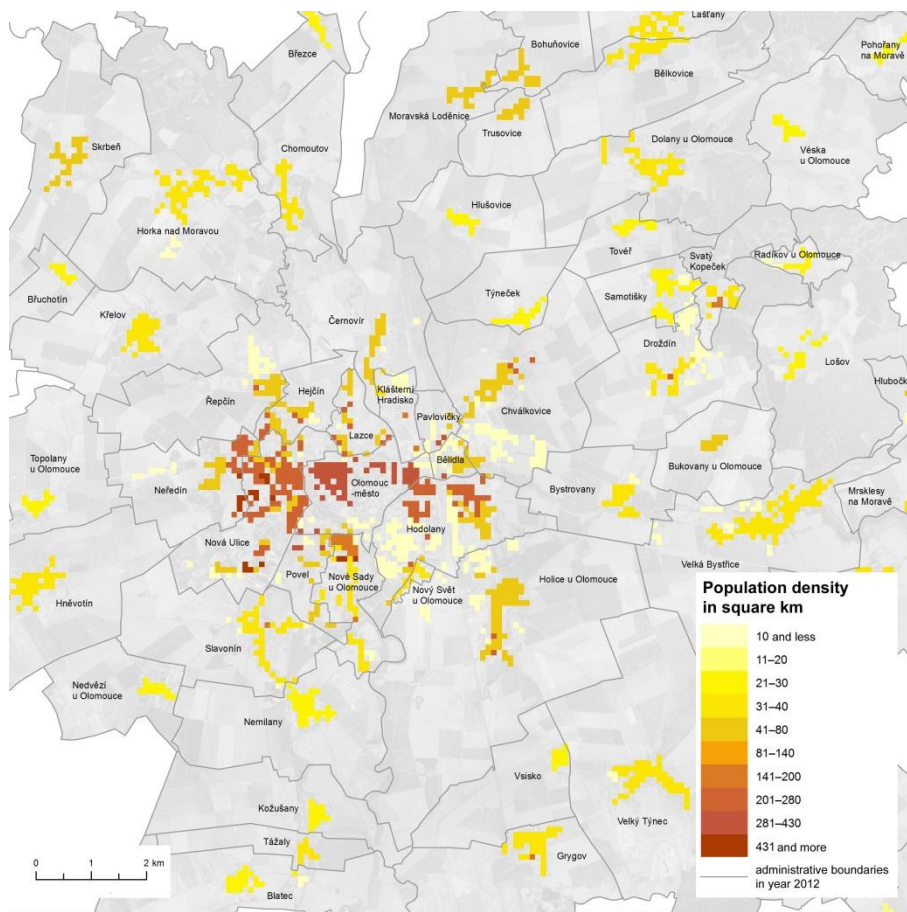 Lašťany
Březce
Bohuňovice
Pohořany
na Moravě
Bělkovice
Moravská Loděnice
Trusovice
Skrbeň
Chomoutov
Dolany u Olomouce
Věska
u Olomouce
Hlušovice
Horka nad Moravou
Tovéř
Svatý
Kopeček
Radíkov u Olomouce
Břuchotín
Týneček
Samotišky
Křelov
Černovír
Droždín
Lošov
Hlubočk
Hejčín
Klášterní
Hradisko
Řepčín
Chválkovice
Pavlovičky
Lazce
Topolany
u Olomouce
Bělidla
Bukovany u Olomouce
Neředín
Olomouc
-město
Bystrovany
Mrsklesy
na Moravě
Hodolany
Nová Ulice
Velká Bystřice
Povel
Nové Sady
u Olomouce
Nový Svět
u Olomouce
Holice u Olomouce
Hněvotín
Slavonín
Nedvězí
u Olomouce
Nemilany
Vsisko
Kožušany
Velký Týnec
Tážaly
Grygov
Blatec
Population density
in square km
10 and less
11–20
21–30
31–40
41–80
81–140
141–200
201–280
281–430
431 and more
administrative boundaries
in year 2012
0 1 2 km